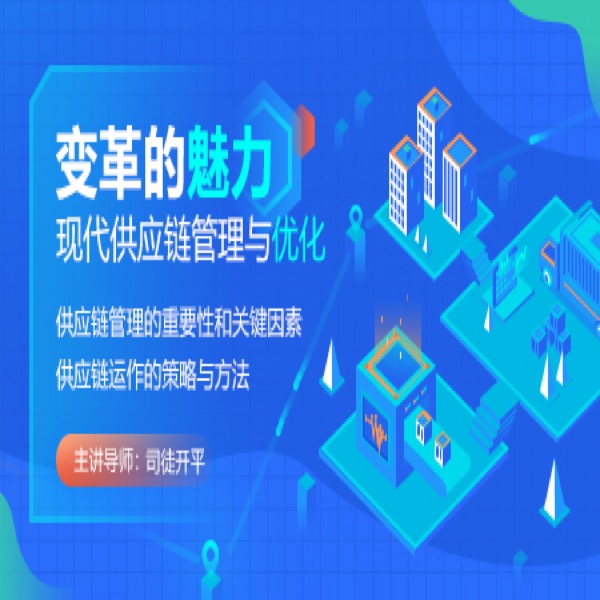 变革的魅力
现代供应链管理与优化
供应链管理的重要性和关键因素
供应链运作的策略与方法
主讲导师：司徒开平